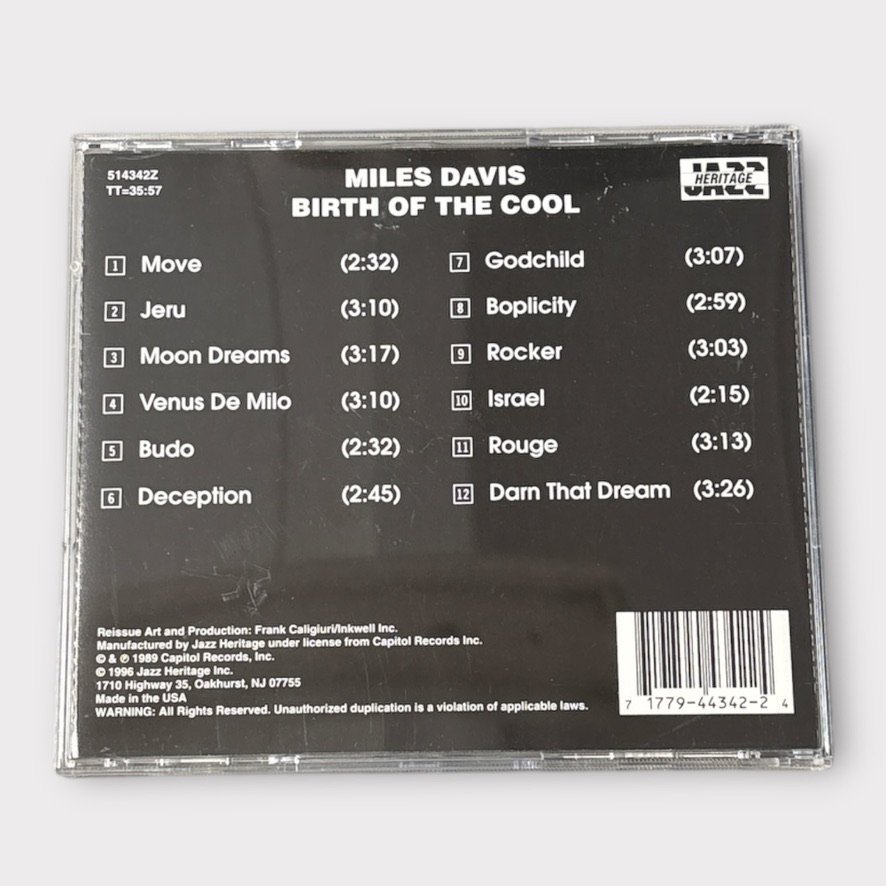 514342Z
TT=35:57
MILES DAVIS
BIRTH OF THE COOL
JAZZ
HERITAGE
1 Move (2:32)
2 Jeru (3:10)
3 Moon Dreams (3:17)
4 Venus De Milo (3:10)
5 Budo (2:32)
6 Deception (2:45)
7 Godchild (3:07)
8 Boplicity (2:59)
9 Rocker (3:03)
10 Israel (2:15)
11 Rouge (3:13)
12 Darn That Dream (3:26)
Reissue Art and Production: Frank Caligiuri/Inkwell Inc.
Manufactured by Jazz Heritage under license from Capitol Records Inc.
© & ℗ 1989 Capitol Records, Inc.
© 1996 Jazz Heritage Inc.
1710 Highway 35, Oakhurst, NJ 07755
Made in the USA
WARNING: All Rights Reserved. Unauthorized duplication is a violation of applicable laws.
7 17779-44342-2 4